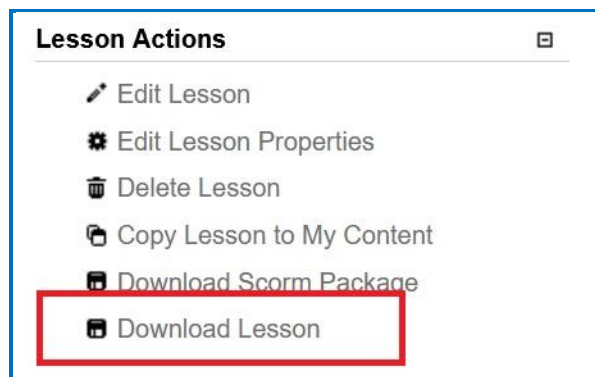 Lesson Actions
Edit Lesson
Edit Lesson Properties
Delete Lesson
Copy Lesson to My Content
Download Scorm Package
Download Lesson